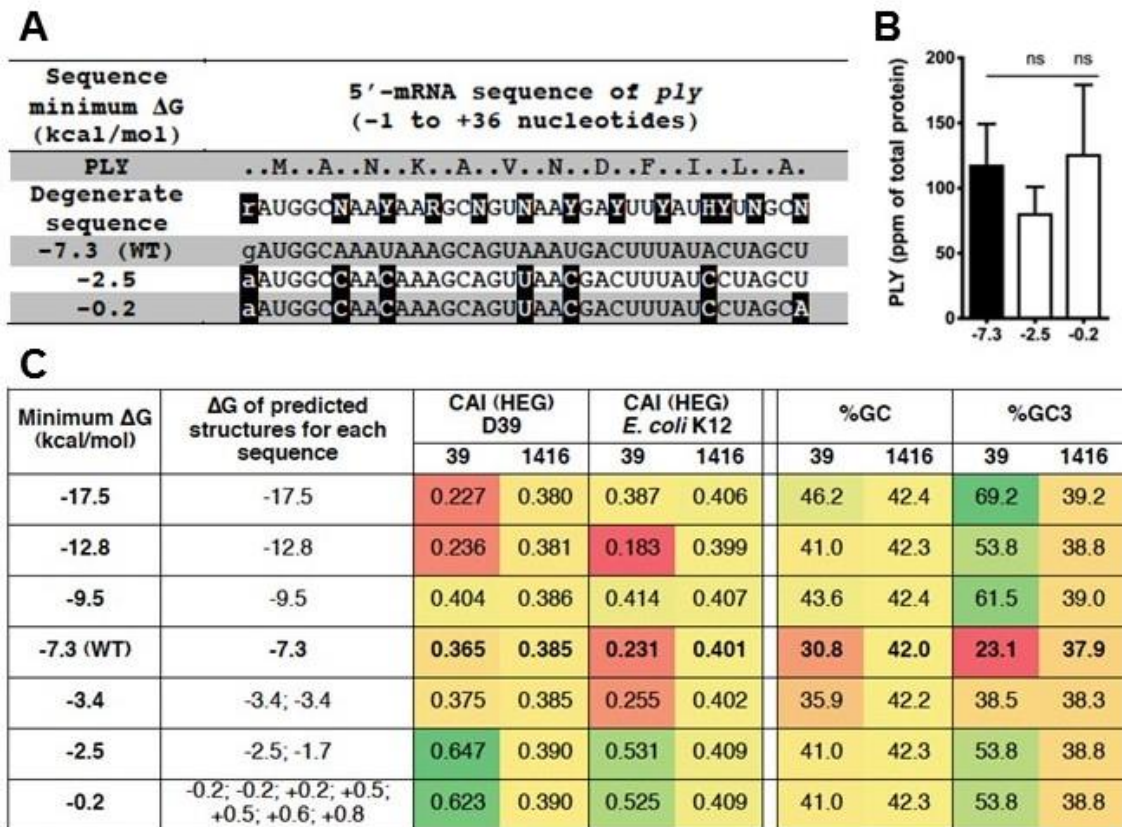 A
Sequence
minimum ΔG
(kcal/mol)
5′-mRNA sequence of ply
(-1 to +36 nucleotides)
PLY ..M..A..N..K..A..V..N..D..F..I..L..A.
Degenerate
sequence
rAUGGCNAAYAARGCNGUNAAYGAYUUYAUHYUNGCN
-7.3 (WT) gAUGGCAAAUAAAGCAGUAAAUGACUUUAUACUAGCU
-2.5 aAUGGCCAACAAAGCAGUUAACGACUUUAUCCUAGCU
-0.2 aAUGGCCAACAAAGCAGUUAACGACUUUAUCCUAGCA
B
PLY (ppm of total protein)
200
150
100
50
0
ns ns
-7.3 -2.5 -0.2
C
Minimum ΔG
(kcal/mol)
ΔG of predicted
structures for each
sequence
CAI (HEG)
D39
CAI (HEG)
E. coli K12
%GC
%GC3
39 1416 39 1416 39 1416 39 1416
-17.5 -17.5 0.227 0.380 0.387 0.406 46.2 42.4 69.2 39.2
-12.8 -12.8 0.236 0.381 0.183 0.399 41.0 42.3 53.8 38.8
-9.5 -9.5 0.404 0.386 0.414 0.407 43.6 42.4 61.5 39.0
-7.3 (WT) -7.3 0.365 0.385 0.231 0.401 30.8 42.0 23.1 37.9
-3.4 -3.4; -3.4 0.375 0.385 0.255 0.402 35.9 42.2 38.5 38.3
-2.5 -2.5; -1.7 0.647 0.390 0.531 0.409 41.0 42.3 53.8 38.8
-0.2 -0.2; -0.2; +0.2; +0.5;
+0.5; +0.6; +0.8
0.623 0.390 0.525 0.409 41.0 42.3 53.8 38.8